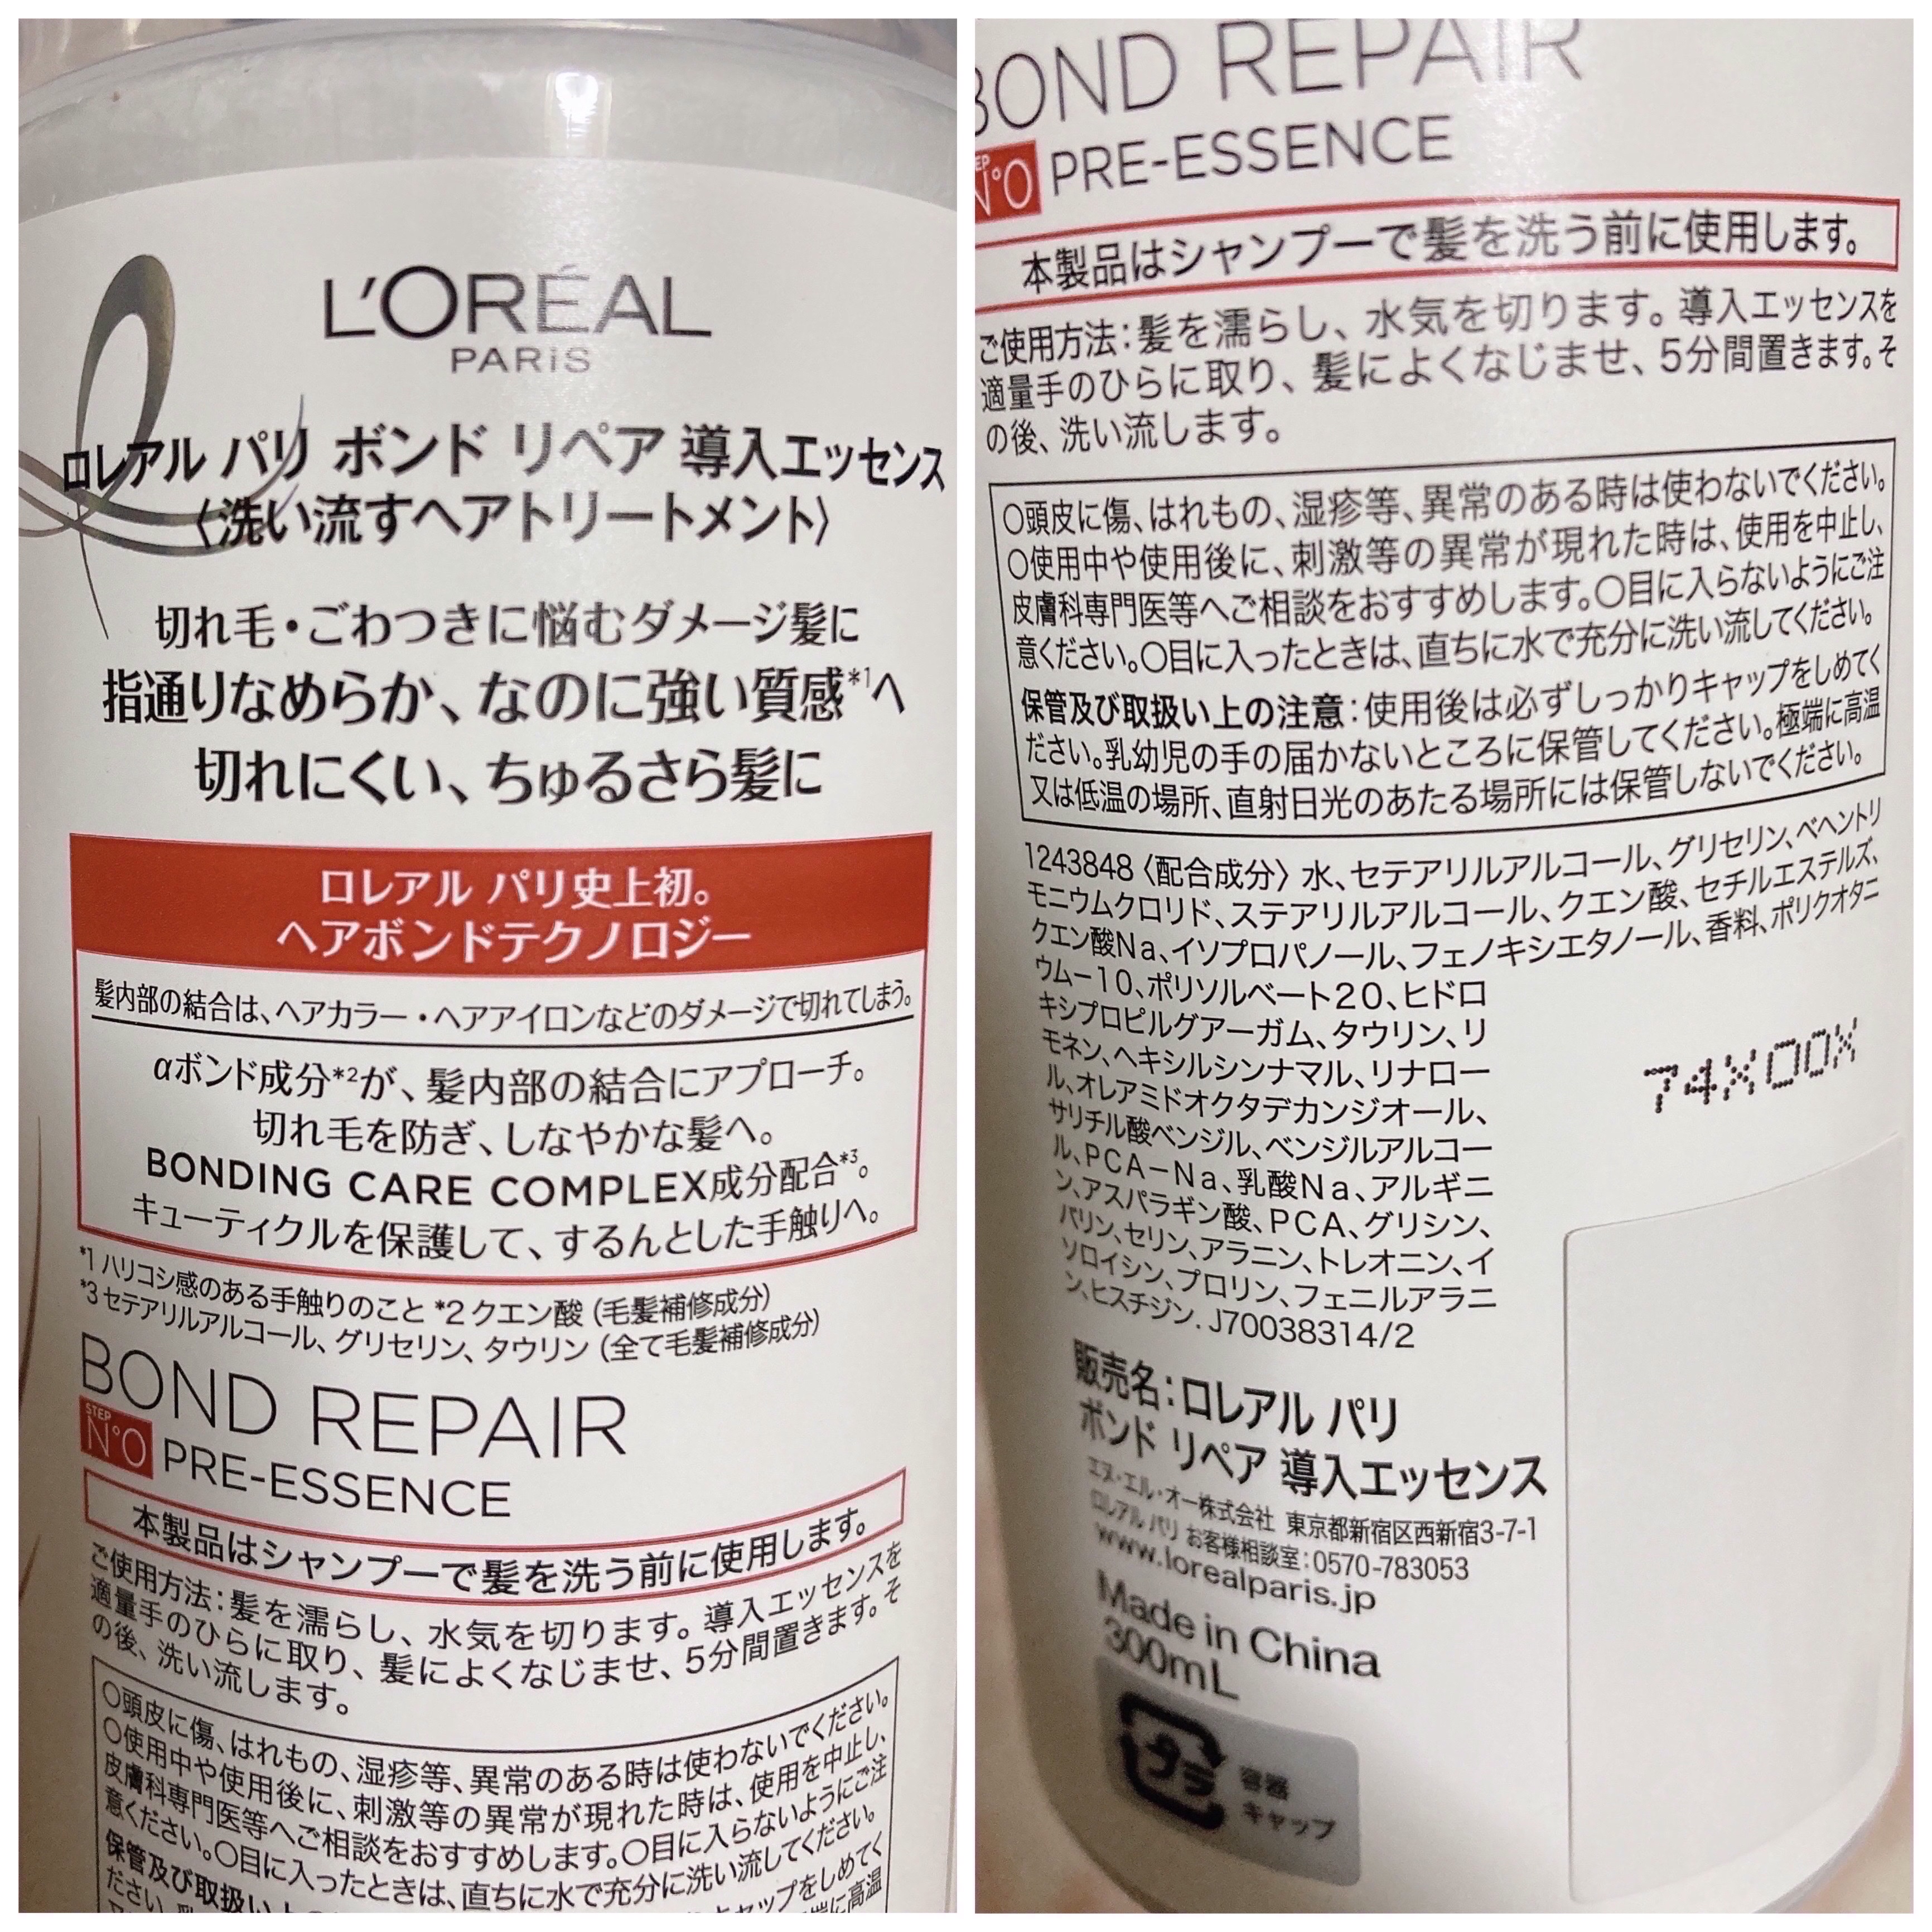 L'ORÉAL
PARiS
ロレアル パリ ボンド リペア 導入エッセンス
〈洗い流すヘアトリートメント〉
切れ毛・ごわつきに悩むダメージ髪に
指通りなめらか、なのに強い質感*1へ
切れにくい、ちゅるさら髪に
ロレアル パリ史上初。
ヘアボンドテクノロジー
髪内部の結合は、ヘアカラー・ヘアアイロンなどのダメージで切れてしまう。
αボンド成分*2が、髪内部の結合にアプローチ。
切れ毛を防ぎ、しなやかな髪へ。
BONDING CARE COMPLEX成分配合*3。
キューティクルを保護して、するんとした手触りへ。
*1 ハリコシ感のある手触りのこと *2 クエン酸 (毛髪補修成分)
*3 セテアリルアルコール、グリセリン、タウリン (全て毛髪補修成分)
BOND REPAIR
STEP
N°0 PRE-ESSENCE
本製品はシャンプーで髪を洗う前に使用します。
ご使用方法:髪を濡らし、水気を切ります。導入エッセンスを
適量手のひらに取り、髪によくなじませ、5分間置きます。そ
の後、洗い流します。
○頭皮に傷、はれもの、湿疹等、異常のある時は使わないでください。
○使用中や使用後に、刺激等の異常が現れた時は、使用を中止し、
皮膚科専門医等へご相談をおすすめします。○目に入らないようにご注
意ください。○目に入ったときは、直ちに水で充分に洗い流してください。
保管及び取扱い
キャップをしめてく
ださい
端に高温
BOND REPAIR
N°0 PRE-ESSENCE
本製品はシャンプーで髪を洗う前に使用します。
ご使用方法:髪を濡らし、水気を切ります。導入エッセンスを
適量手のひらに取り、髪によくなじませ、5分間置きます。そ
の後、洗い流します。
○頭皮に傷、はれもの、湿疹等、異常のある時は使わないでください。
○使用中や使用後に、刺激等の異常が現れた時は、使用を中止し、
皮膚科専門医等へご相談をおすすめします。○目に入らないようにご注
意ください。○目に入ったときは、直ちに水で充分に洗い流してください。
保管及び取扱い上の注意:使用後は必ずしっかりキャップをしめてく
ださい。乳幼児の手の届かないところに保管してください。極端に高温
又は低温の場所、直射日光のあたる場所には保管しないでください。
1243848〈配合成分〉水、セテアリルアルコール、グリセリン、ベヘントリ
モニウムクロリド、ステアリルアルコール、クエン酸、セチルエステルズ、
クエン酸Na、イソプロパノール、フェノキシエタノール、香料、ポリクオタニ
ウムー10、ポリソルベート20、ヒドロ
キシプロピルグアーガム、タウリン、リ
モネン、ヘキシルシンナマル、リナロー
ル、オレアミドオクタデカンジオール、
サリチル酸ベンジル、ベンジルアルコー
ル、PCA-Na、乳酸Na、アルギニ
ン、アスパラギン酸、PCA、グリシン、
バリン、セリン、アラニン、トレオニン、イ
ソロイシン、プロリン、フェニルアラニ
ン、ヒスチジン. J70038314/2
74X00X
販売名:ロレアル パリ
ボンド リペア 導入エッセンス
エヌ・エル・オー株式会社 東京都新宿区西新宿3-7-1
ロレアル パリ お客様相談室:0570-783053
www.lorealparis.jp
Made in China
300mL
プラ
容器
キャップ